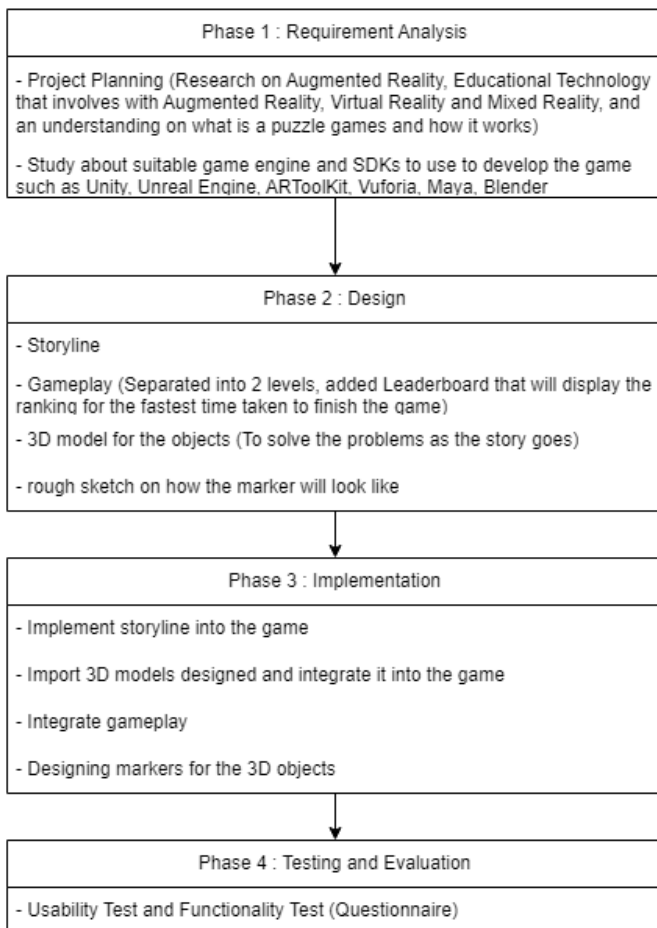 Phase 1 : Requirement Analysis
- Project Planning (Research on Augmented Reality, Educational Technology
that involves with Augmented Reality, Virtual Reality and Mixed Reality, and
an understanding on what is a puzzle games and how it works)
- Study about suitable game engine and SDKs to use to develop the game
such as Unity, Unreal Engine, ARToolKit, Vuforia, Maya, Blender
Phase 2 : Design
- Storyline
- Gameplay (Separated into 2 levels, added Leaderboard that will display the
ranking for the fastest time taken to finish the game)
- 3D model for the objects (To solve the problems as the story goes)
- rough sketch on how the marker will look like
Phase 3 : Implementation
- Implement storyline into the game
- Import 3D models designed and integrate it into the game
- Integrate gameplay
- Designing markers for the 3D objects
Phase 4 : Testing and Evaluation
- Usability Test and Functionality Test (Questionnaire)